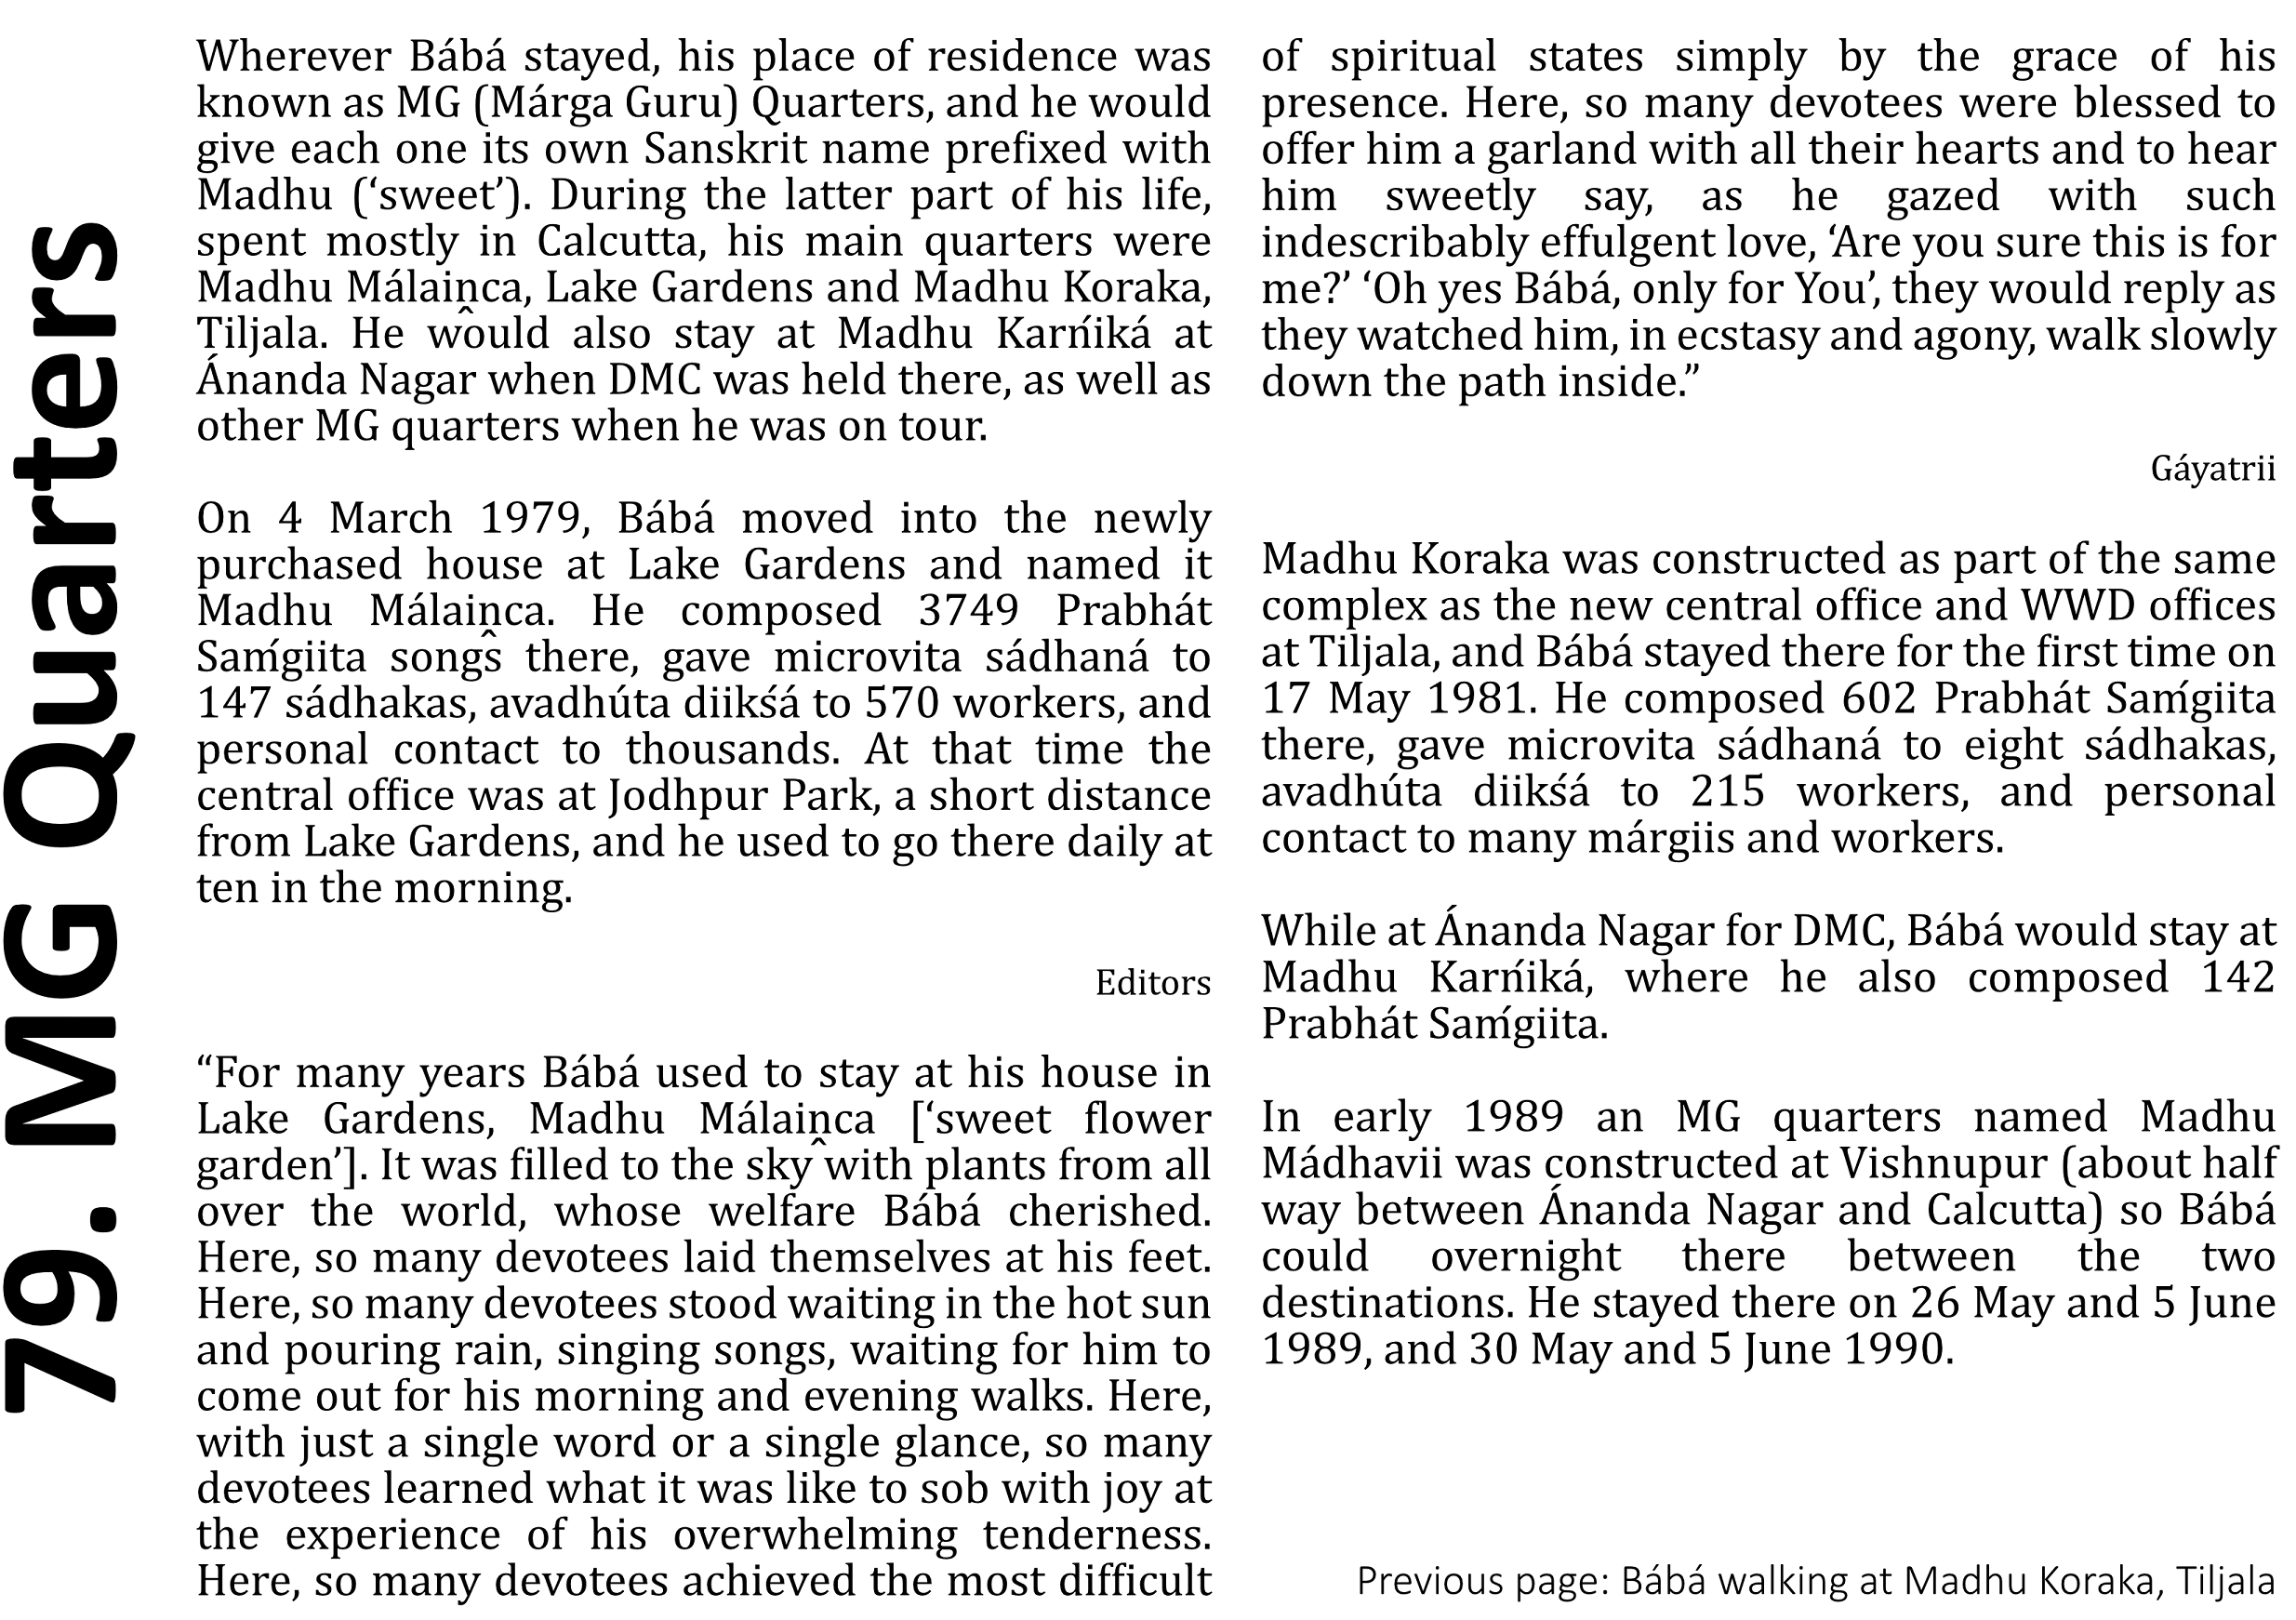 79. MG Quarters
Wherever Bábá stayed, his place of residence was
known as MG (Márga Guru) Quarters, and he would
give each one its own Sanskrit name prefixed with
Madhu (‘sweet’). During the latter part of his life,
spent mostly in Calcutta, his main quarters were
Madhu Málain̂ca, Lake Gardens and Madhu Koraka,
Tiljala. He would also stay at Madhu Karńiká at
Ánanda Nagar when DMC was held there, as well as
other MG quarters when he was on tour.
On 4 March 1979, Bábá moved into the newly
purchased house at Lake Gardens and named it
Madhu Málain̂ca. He composed 3749 Prabhát
Saḿgiita songs there, gave microvita sádhaná to
147 sádhakas, avadhúta diikśá to 570 workers, and
personal contact to thousands. At that time the
central office was at Jodhpur Park, a short distance
from Lake Gardens, and he used to go there daily at
ten in the morning.
Editors
“For many years Bábá used to stay at his house in
Lake Gardens, Madhu Málain̂ca [‘sweet flower
garden’]. It was filled to the sky with plants from all
over the world, whose welfare Bábá cherished.
Here, so many devotees laid themselves at his feet.
Here, so many devotees stood waiting in the hot sun
and pouring rain, singing songs, waiting for him to
come out for his morning and evening walks. Here,
with just a single word or a single glance, so many
devotees learned what it was like to sob with joy at
the experience of his overwhelming tenderness.
Here, so many devotees achieved the most difficult
of spiritual states simply by the grace of his
presence. Here, so many devotees were blessed to
offer him a garland with all their hearts and to hear
him sweetly say, as he gazed with such
indescribably effulgent love, ‘Are you sure this is for
me?’ ‘Oh yes Bábá, only for You’, they would reply as
they watched him, in ecstasy and agony, walk slowly
down the path inside.”
Gáyatrii
Madhu Koraka was constructed as part of the same
complex as the new central office and WWD offices
at Tiljala, and Bábá stayed there for the first time on
17 May 1981. He composed 602 Prabhát Saḿgiita
there, gave microvita sádhaná to eight sádhakas,
avadhúta diikśá to 215 workers, and personal
contact to many márgiis and workers.
While at Ánanda Nagar for DMC, Bábá would stay at
Madhu Karńiká, where he also composed 142
Prabhát Saḿgiita.
In early 1989 an MG quarters named Madhu
Mádhavii was constructed at Vishnupur (about half
way between Ánanda Nagar and Calcutta) so Bábá
could overnight there between the two
destinations. He stayed there on 26 May and 5 June
1989, and 30 May and 5 June 1990.
Previous page: Bábá walking at Madhu Koraka, Tiljala